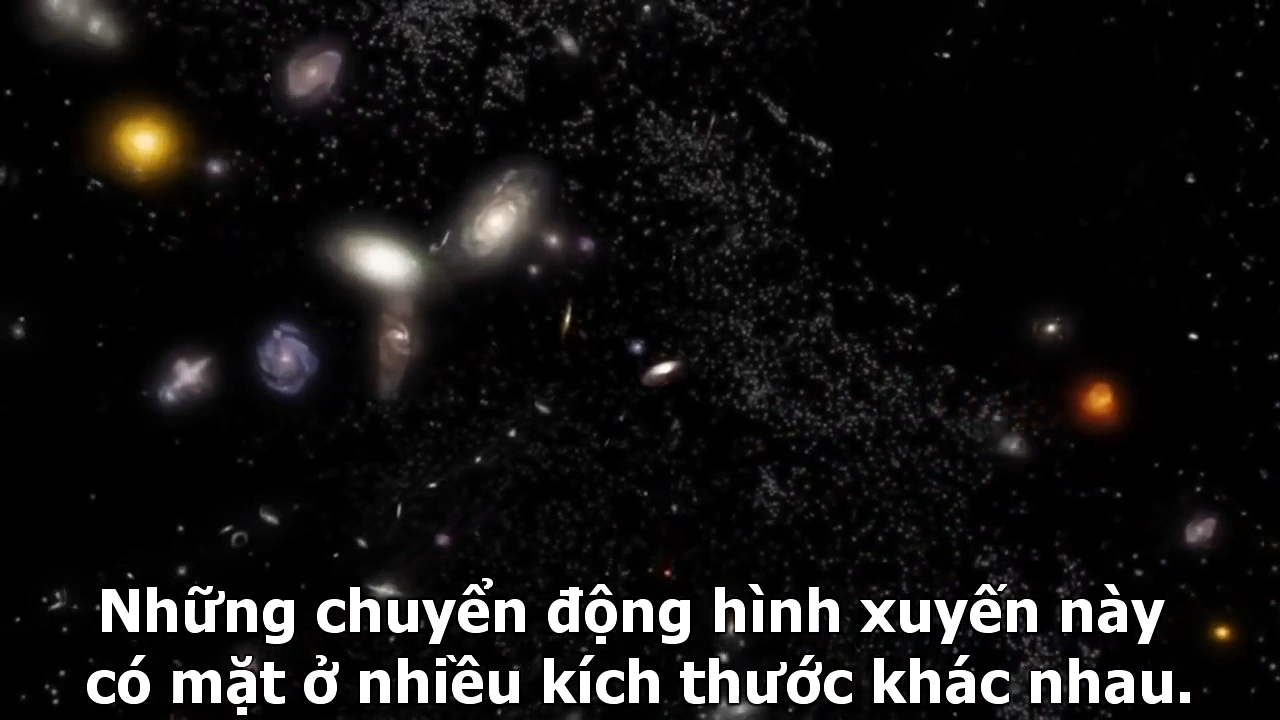 Những chuyển động hình xuyến này
có mặt ở nhiều kích thước khác nhau.